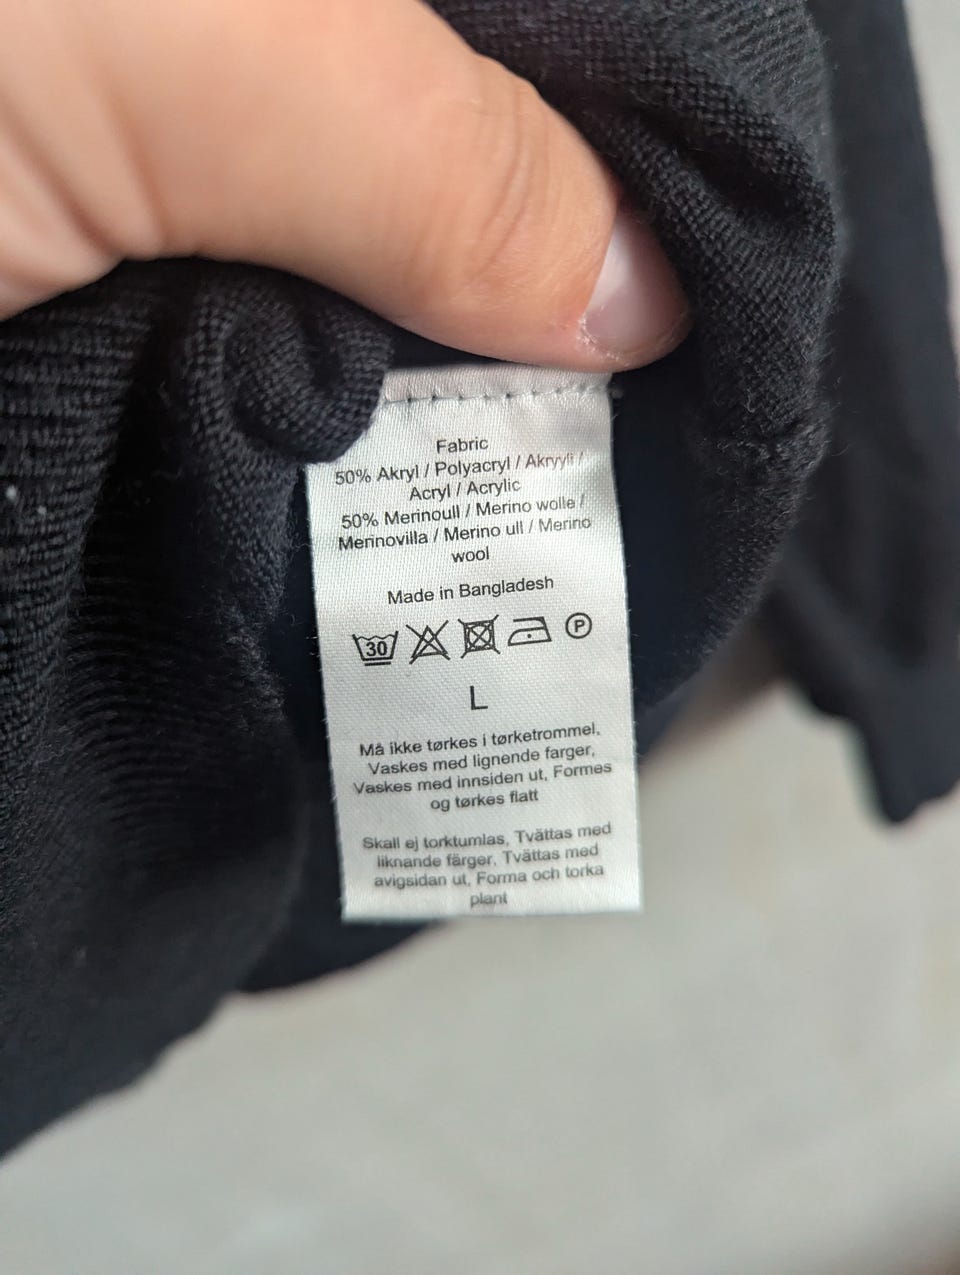 Fabric
50% Akryl / Polyacryl / Akryyli /
Acryl / Acrylic
50% Merinoull / Merino wolle /
Merinovilla / Merino ull / Merino
wool
Made in Bangladesh
30 P
L
Må ikke tørkes i tørketrommel,
Vaskes med lignende farger,
Vaskes med innsiden ut, Formes
og tørkes flatt
Skall ej torktumlas, Tvättas med
liknande färger, Tvättas med
avigsidan ut, Forma och torka
plant